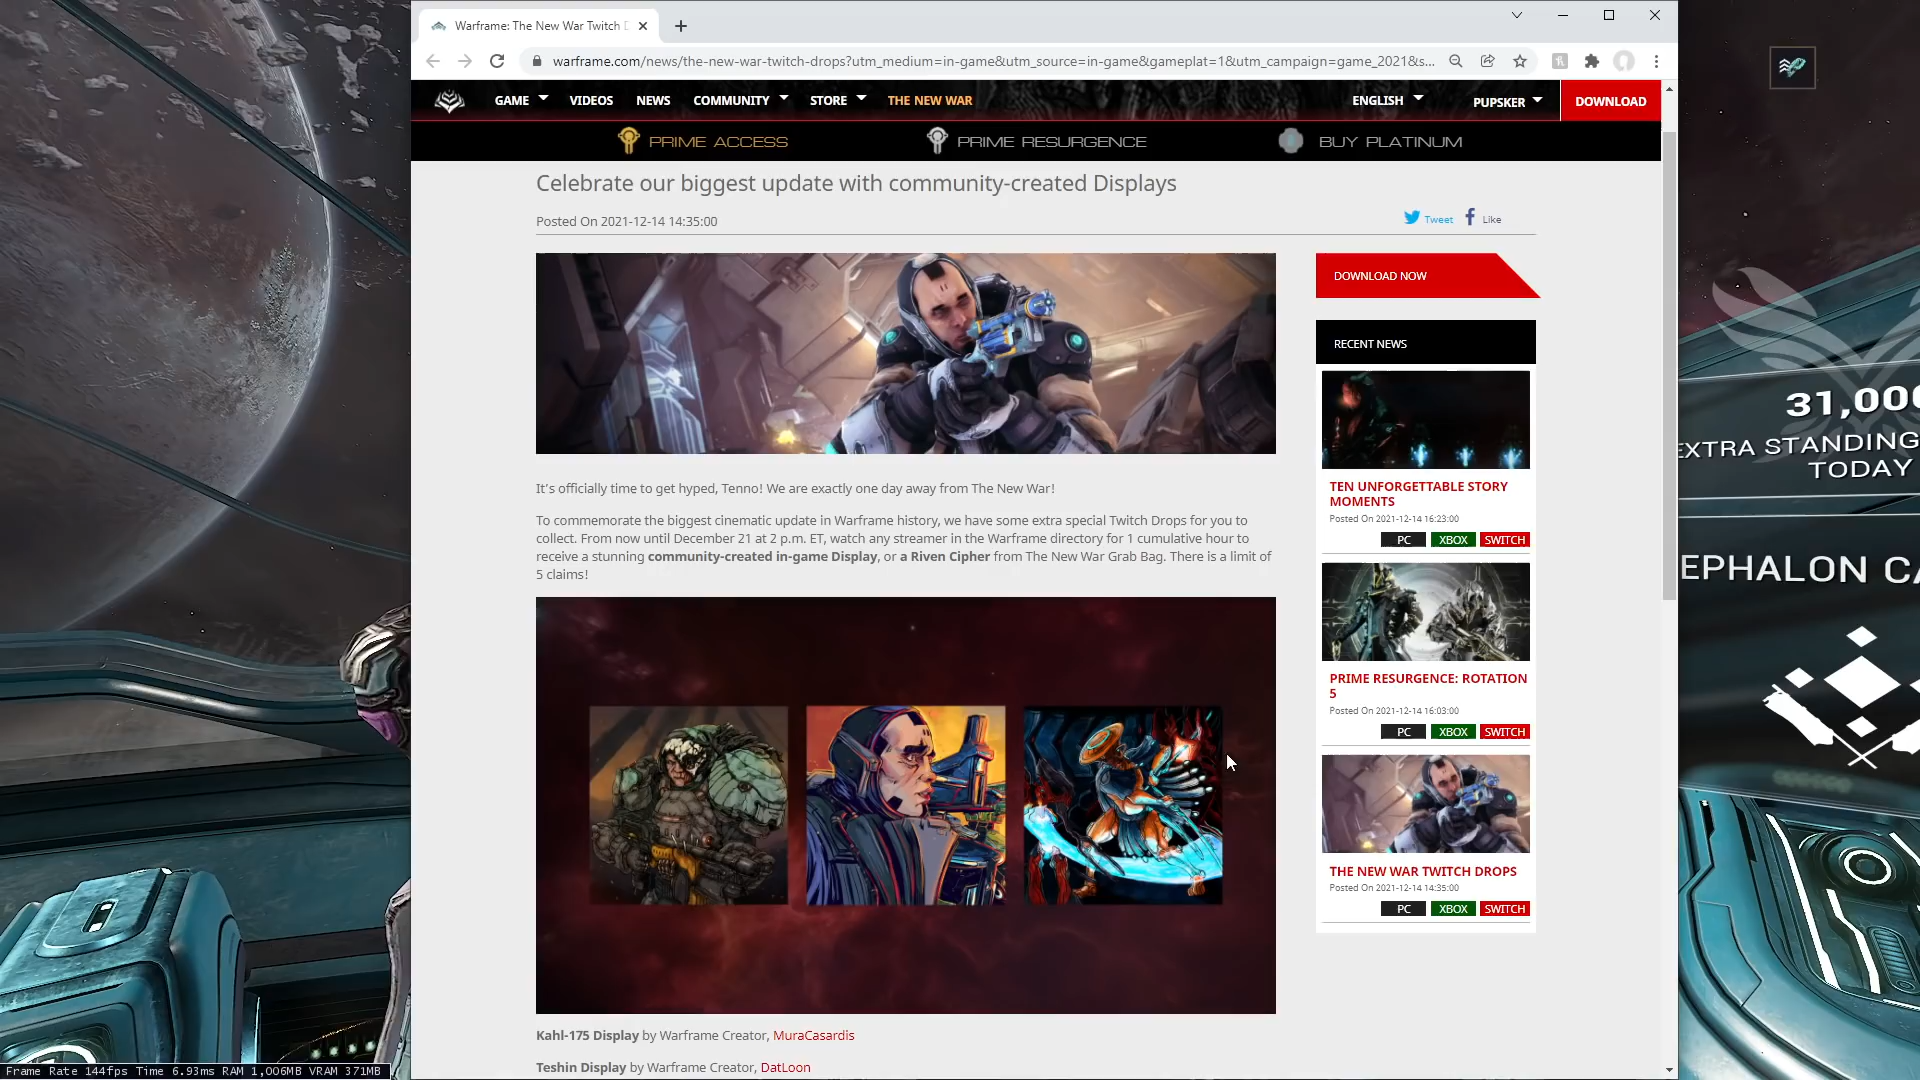 Warframe: The New War Twitch D
warframe.com/news/the-new-war-twitch-drops?utm_medium=in-game&utm_source=in-game&gameplat=1&utm_campaign=game_2021&s...
GAME VIDEOS NEWS COMMUNITY STORE THE NEW WAR ENGLISH PUPSKER DOWNLOAD
PRIME ACCESS PRIME RESURGENCE BUY PLATINUM
Celebrate our biggest update with community-created Displays
Posted On 2021-12-14 14:35:00
Tweet Like
It's officially time to get hyped, Tenno! We are exactly one day away from The New War!
To commemorate the biggest cinematic update in Warframe history, we have some extra special Twitch Drops for you to
collect. From now until December 21 at 2 p.m. ET, watch any streamer in the Warframe directory for 1 cumulative hour to
receive a stunning community-created in-game Display, or a Riven Cipher from The New War Grab Bag. There is a limit of
5 claims!
Kahl-175 Display by Warframe Creator, MuraCasardis
Teshin Display by Warframe Creator, DatLoon
DOWNLOAD NOW
RECENT NEWS
TEN UNFORGETTABLE STORY
MOMENTS
Posted On 2021-12-14 16:23:00
PC XBOX SWITCH
PRIME RESURGENCE: ROTATION
5
Posted On 2021-12-14 16:03:00
PC XBOX SWITCH
THE NEW WAR TWITCH DROPS
Posted On 2021-12-14 14:35:00
PC XBOX SWITCH
31,000
EXTRA STANDING
TODAY
EPHALON CA
Frame Rate 144fps Time 6.93ms RAM 1,006MB VRAM 371MB